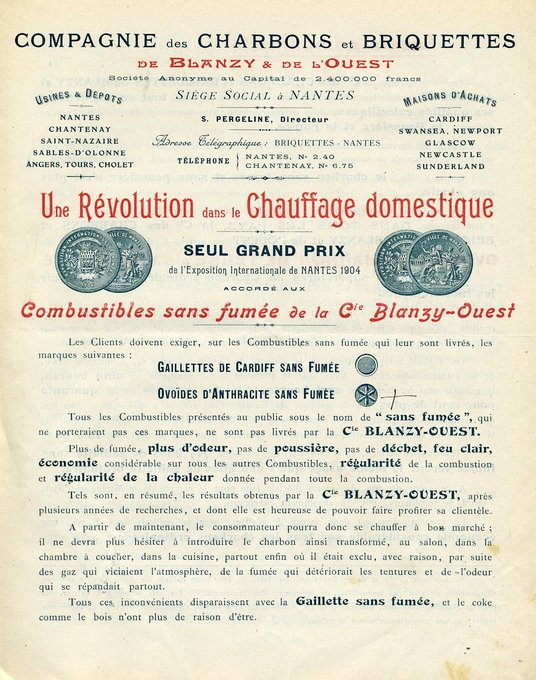 COMPAGNIE des CHARBONS et BRIQUETTES
DE BLANZY & DE L'OUEST
Société Anonyme au Capital de 2.400.000 francs
SIÈGE SOCIAL à NANTES
USINES & DÉPOTS
NANTES
CHANTENAY
SAINT-NAZAIRE
SABLES-D'OLONNE
ANGERS, TOURS, CHOLET
S. PERGELINE, Directeur
Adresse Télégraphique : BRIQUETTES - NANTES
TÉLÉPHONE
NANTES, N° 2.40
CHANTENAY, N° 6.75
MAISONS D'ACHATS
CARDIFF
SWANSEA, NEWPORT
GLASCOW
NEWCASTLE
SUNDERLAND
Une Révolution dans le Chauffage domestique
SEUL GRAND PRIX
de l'Exposition Internationale de NANTES 1904
ACCORDÉ AUX
Combustibles sans fumée de la Cie Blanzy-Ouest
Les Clients doivent exiger, sur les Combustibles sans fumée qui leur sont livrés, les
marques suivantes :
GAILLETTES DE CARDIFF SANS FUMÉE
OVOÏDES D'ANTHRACITE SANS FUMÉE
Tous les Combustibles présentés au public sous le nom de " sans fumée ", qui
ne porteraient pas ces marques, ne sont pas livrés par la Cie BLANZY-OUEST.
Plus de fumée, plus d'odeur, pas de poussière, pas de déchet, feu clair,
économie considérable sur tous les autres Combustibles, régularité de la combustion
et régularité de la chaleur donnée pendant toute la combustion.
Tels sont, en résumé, les résultats obtenus par la Cie BLANZY-OUEST, après
plusieurs années de recherches, et dont elle est heureuse de pouvoir faire profiter sa clientèle.
A partir de maintenant, le consommateur pourra donc se chauffer à bon marché ;
il ne devra plus hésiter à introduire le charbon ainsi transformé, au salon, dans la
chambre à coucher, dans la cuisine, partout enfin où il était exclu, avec raison, par suite
des gaz qui viciaient l'atmosphère, de la fumée qui détériorait les tentures et de l'odeur
qui se répandait partout.
Tous ces, inconvénients disparaissent avec la Gaillette sans fumée, et le coke
comme le bois n'ont plus de raison d'être.